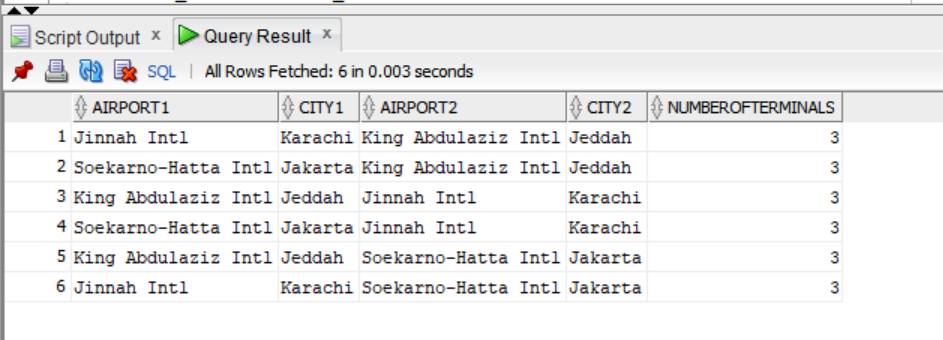 Script Output x Query Result x
SQL | All Rows Fetched: 6 in 0.003 seconds
AIRPORT1 CITY1 AIRPORT2 CITY2 NUMBEROFTERMINALS
1 Jinnah Intl Karachi King Abdulaziz Intl Jeddah 3
2 Soekarno-Hatta Intl Jakarta King Abdulaziz Intl Jeddah 3
3 King Abdulaziz Intl Jeddah Jinnah Intl Karachi 3
4 Soekarno-Hatta Intl Jakarta Jinnah Intl Karachi 3
5 King Abdulaziz Intl Jeddah Soekarno-Hatta Intl Jakarta 3
6 Jinnah Intl Karachi Soekarno-Hatta Intl Jakarta 3